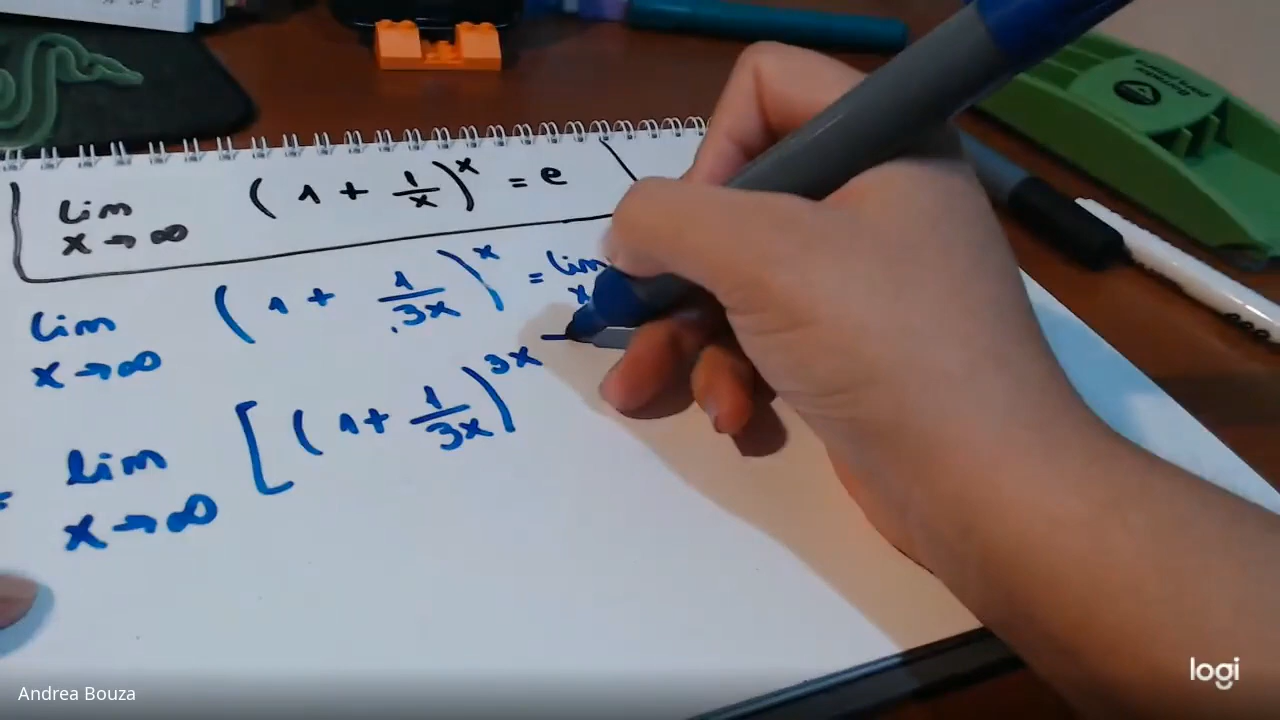 lim x→∞ (1 + 1/x)^x = e
lim x→∞ (1 + 1/3x)^x = lim x
= lim x→∞ [(1 + 1/3x)^3x
Andrea Bouza
logi